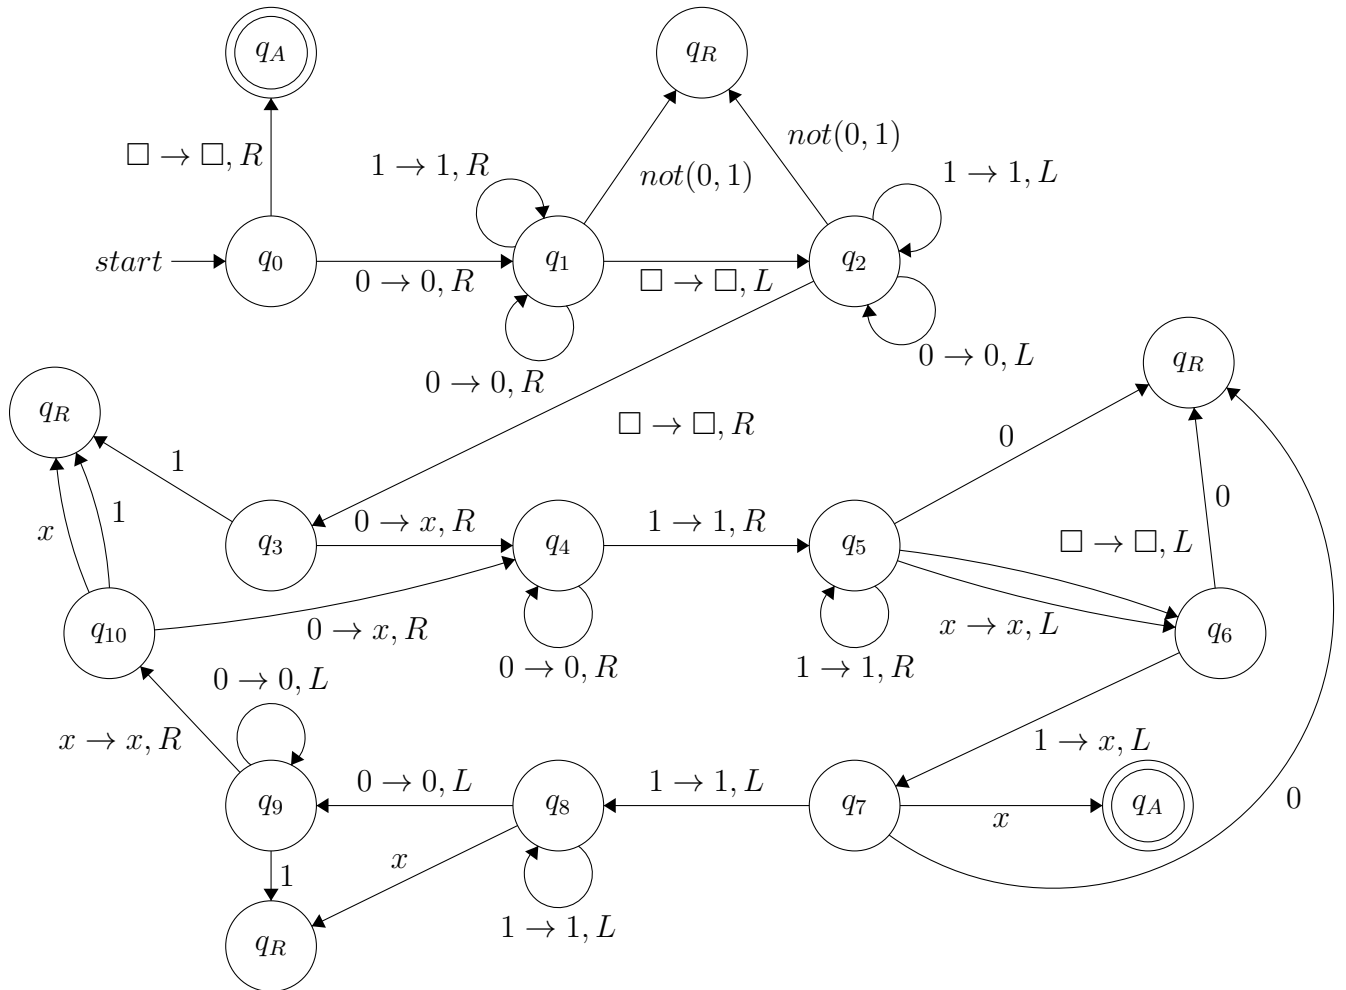 q_A
q_R
□ → □, R
not(0, 1)
1 → 1, R
not(0, 1)
1 → 1, L
start
q_0
0 → 0, R
q_1
□ → □, L
q_2
0 → 0, R
0 → 0, L
q_R
q_R
□ → □, R
1
0
x
1
q_3
0 → x, R
q_4
1 → 1, R
q_5
0
□ → □, L
q_10
0 → x, R
x → x, L
q_6
0 → 0, L
0 → 0, R
1 → 1, R
x → x, R
1 → x, L
q_9
0 → 0, L
q_8
1 → 1, L
q_7
x
q_A
0
1
x
1 → 1, L
q_R